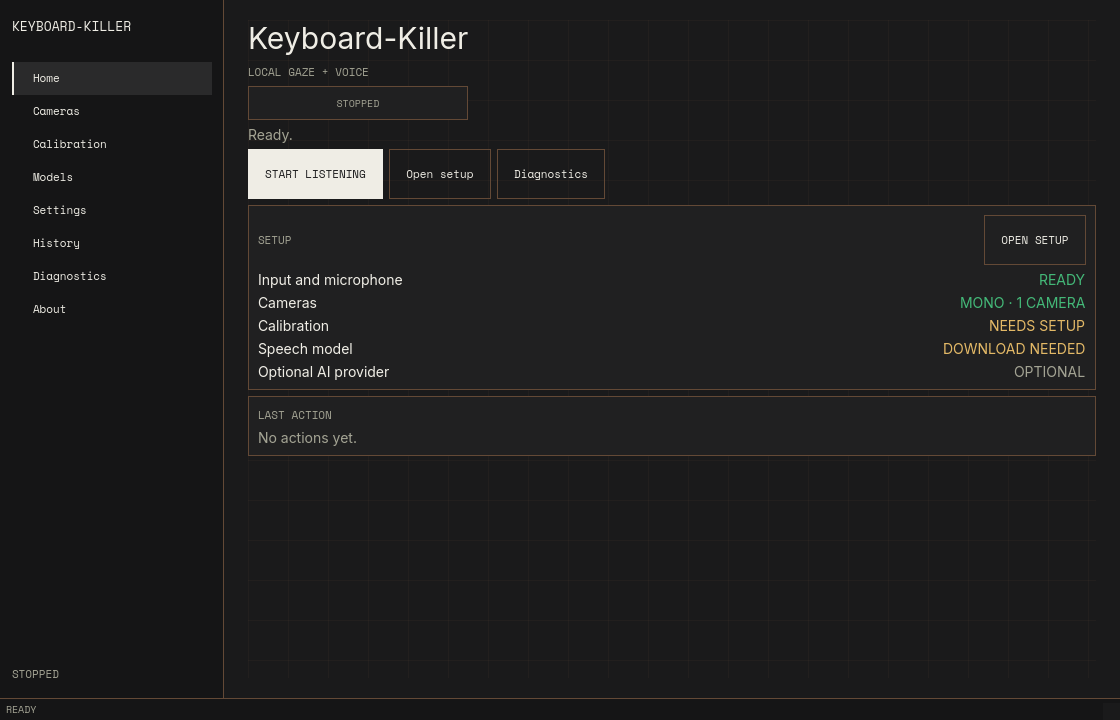 KEYBOARD-KILLER
Home
Cameras
Calibration
Models
Settings
History
Diagnostics
About
STOPPED
Keyboard-Killer
LOCAL GAZE + VOICE
STOPPED
Ready.
START LISTENING Open setup Diagnostics
SETUP OPEN SETUP
Input and microphone READY
Cameras MONO · 1 CAMERA
Calibration NEEDS SETUP
Speech model DOWNLOAD NEEDED
Optional AI provider OPTIONAL
LAST ACTION
No actions yet.
READY